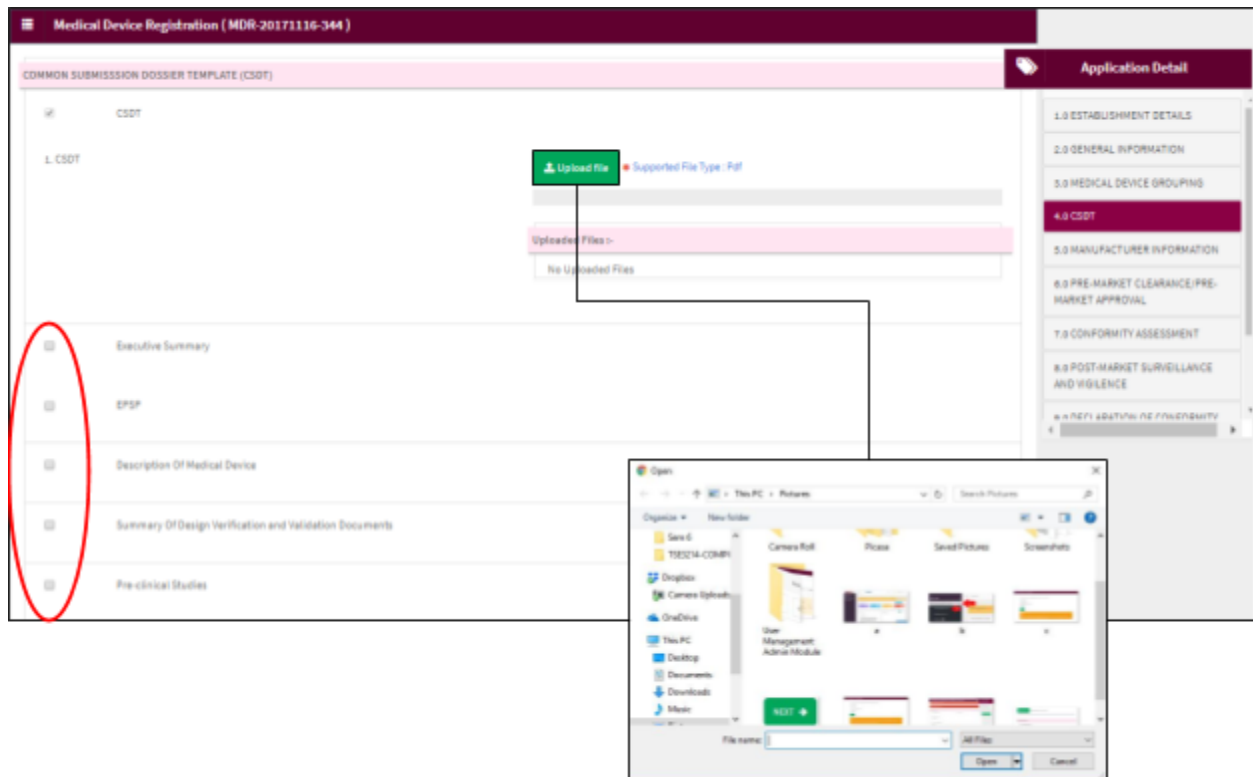 Medical Device Registration ( MDR-20171116-344 )
COMMON SUBMISSSION DOSSIER TEMPLATE (CSDT)
CSDT
1. CSDT
Upload file
Supported File Type : Pdf
Uploaded Files :-
No Uploaded Files
Executive Summary
EPSP
Description Of Medical Device
Summary Of Design Verification and Validation Documents
Pre-clinical Studies
Application Detail
1.0 ESTABLISHMENT DETAILS
2.0 GENERAL INFORMATION
3.0 MEDICAL DEVICE GROUPING
4.0 CSDT
5.0 MANUFACTURER INFORMATION
6.0 PRE-MARKET CLEARANCE/PRE-
MARKET APPROVAL
7.0 CONFORMITY ASSESSMENT
8.0 POST-MARKET SURVEILLANCE
AND VIGILENCE
9.0 DECLARATION OF CONFORMITY
Open
This PC > Pictures
Search Pictures
Organize
New folder
Dropbox
Camera Uploads
OneDrive
This PC
Desktop
Documents
Downloads
Music
Camera Roll
Picasa
Saved Pictures
Screenshots
User
Management
Admin Module
a
b
c
NEXT
File name:
All Files
Open
Cancel